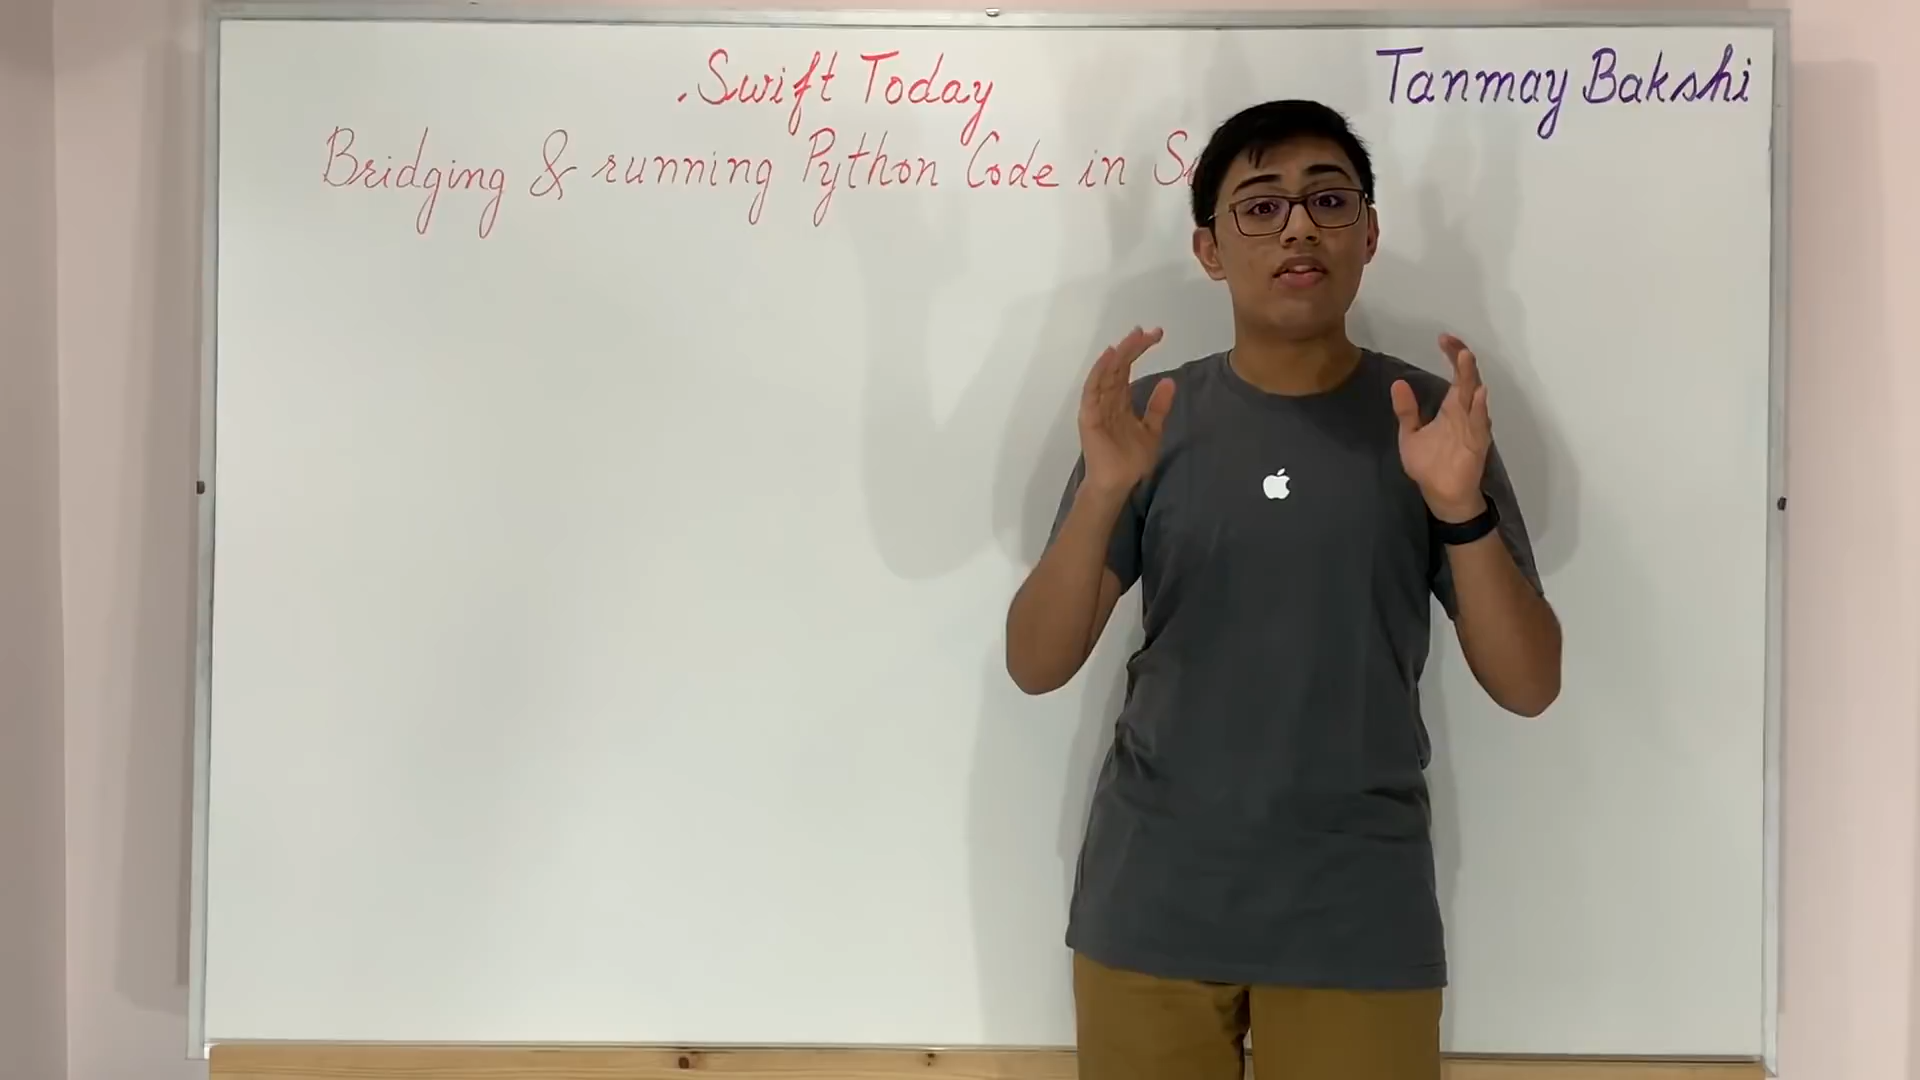 .Swift Today
Tanmay Bakshi
Bridging & running Python Code in